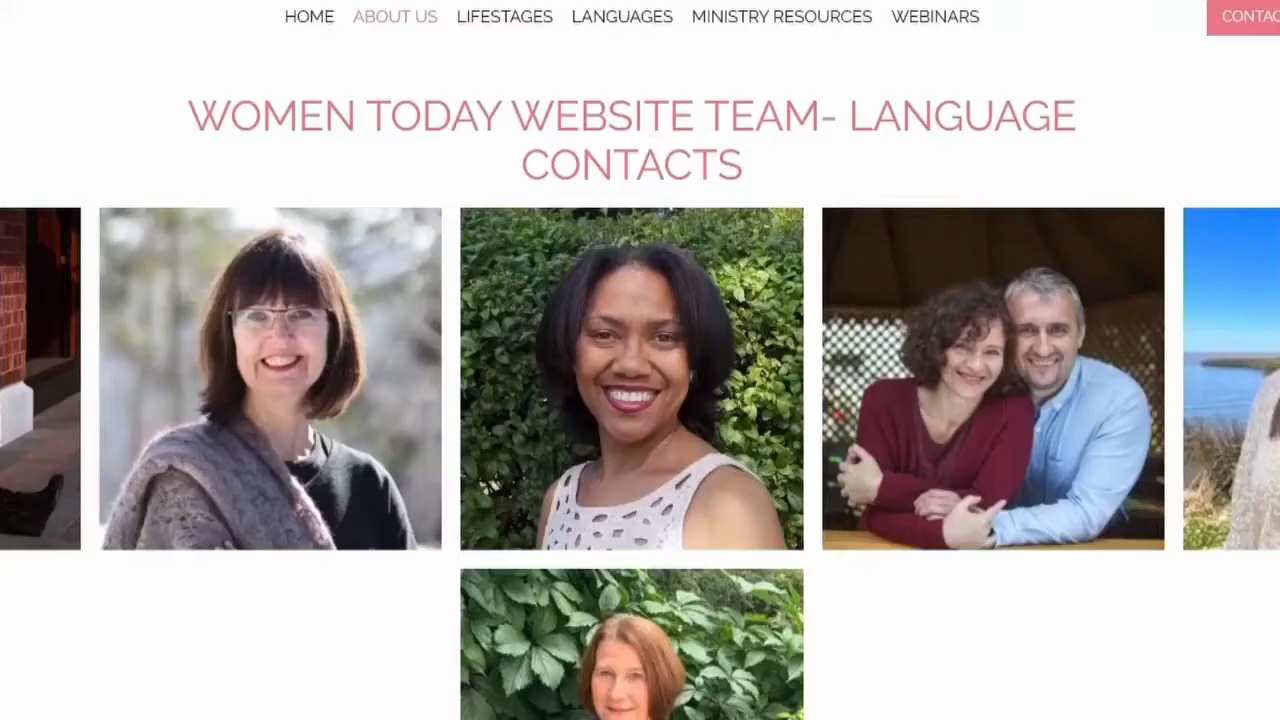 HOME ABOUT US LIFESTAGES LANGUAGES MINISTRY RESOURCES WEBINARS CONTAC
WOMEN TODAY WEBSITE TEAM- LANGUAGE
CONTACTS